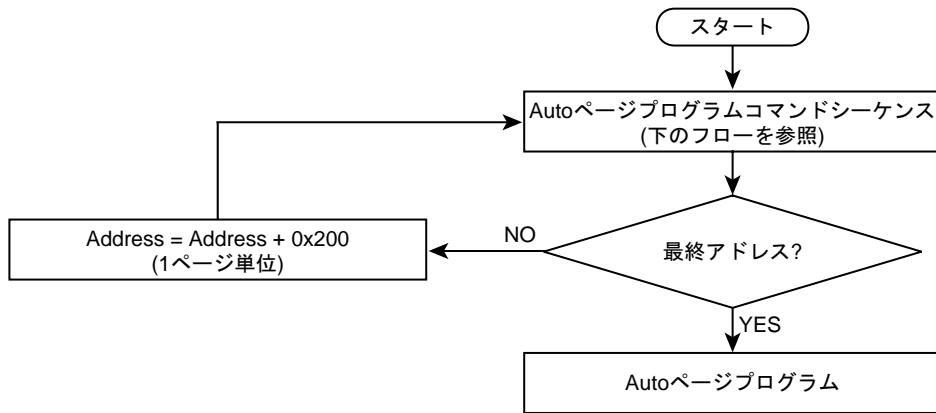 スタート
Autoページプログラムコマンドシーケンス
(下のフローを参照)
Address = Address + 0x200
(1ページ単位)
NO
最終アドレス?
YES
Autoページプログラム